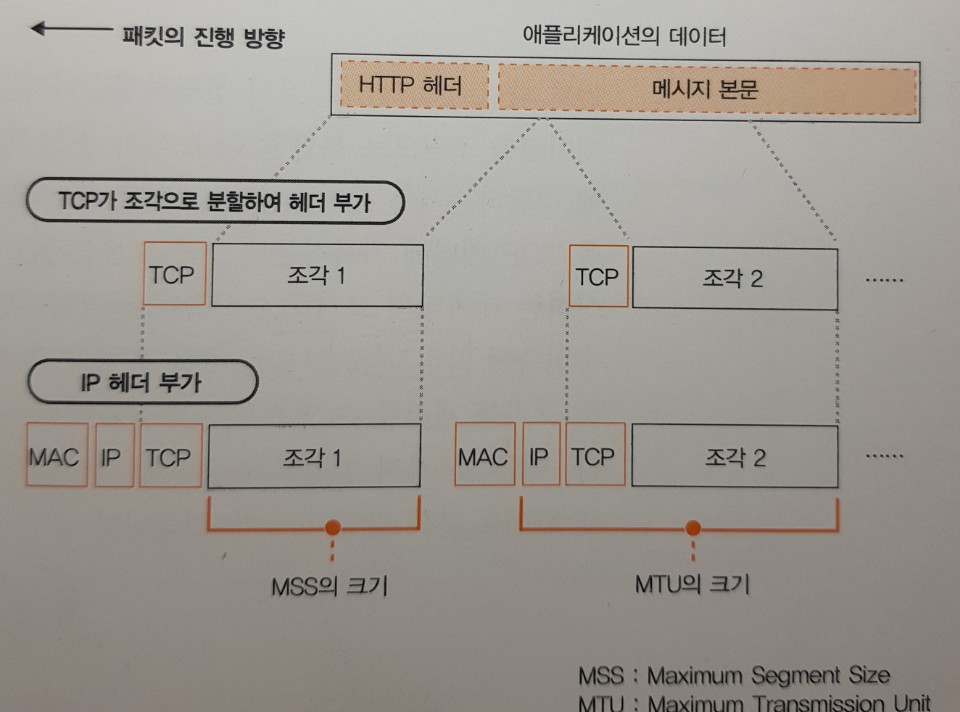 패킷의 진행 방향
애플리케이션의 데이터
HTTP 헤더 메시지 본문
TCP가 조각으로 분할하여 헤더 부가
TCP 조각 1 TCP 조각 2 ······
IP 헤더 부가
MAC IP TCP 조각 1 MAC IP TCP 조각 2 ······
MSS의 크기 MTU의 크기
MSS : Maximum Segment Size
MTU : Maximum Transmission Unit